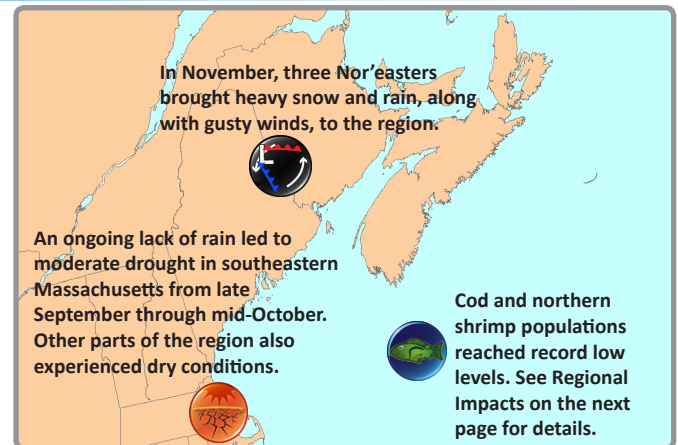 In November, three Nor’easters
brought heavy snow and rain, along
with gusty winds, to the region.
L
An ongoing lack of rain led to
moderate drought in southeastern
Massachusetts from late
September through mid-October.
Other parts of the region also
experienced dry conditions.
Cod and northern
shrimp populations
reached record low
levels. See Regional
Impacts on the next
page for details.